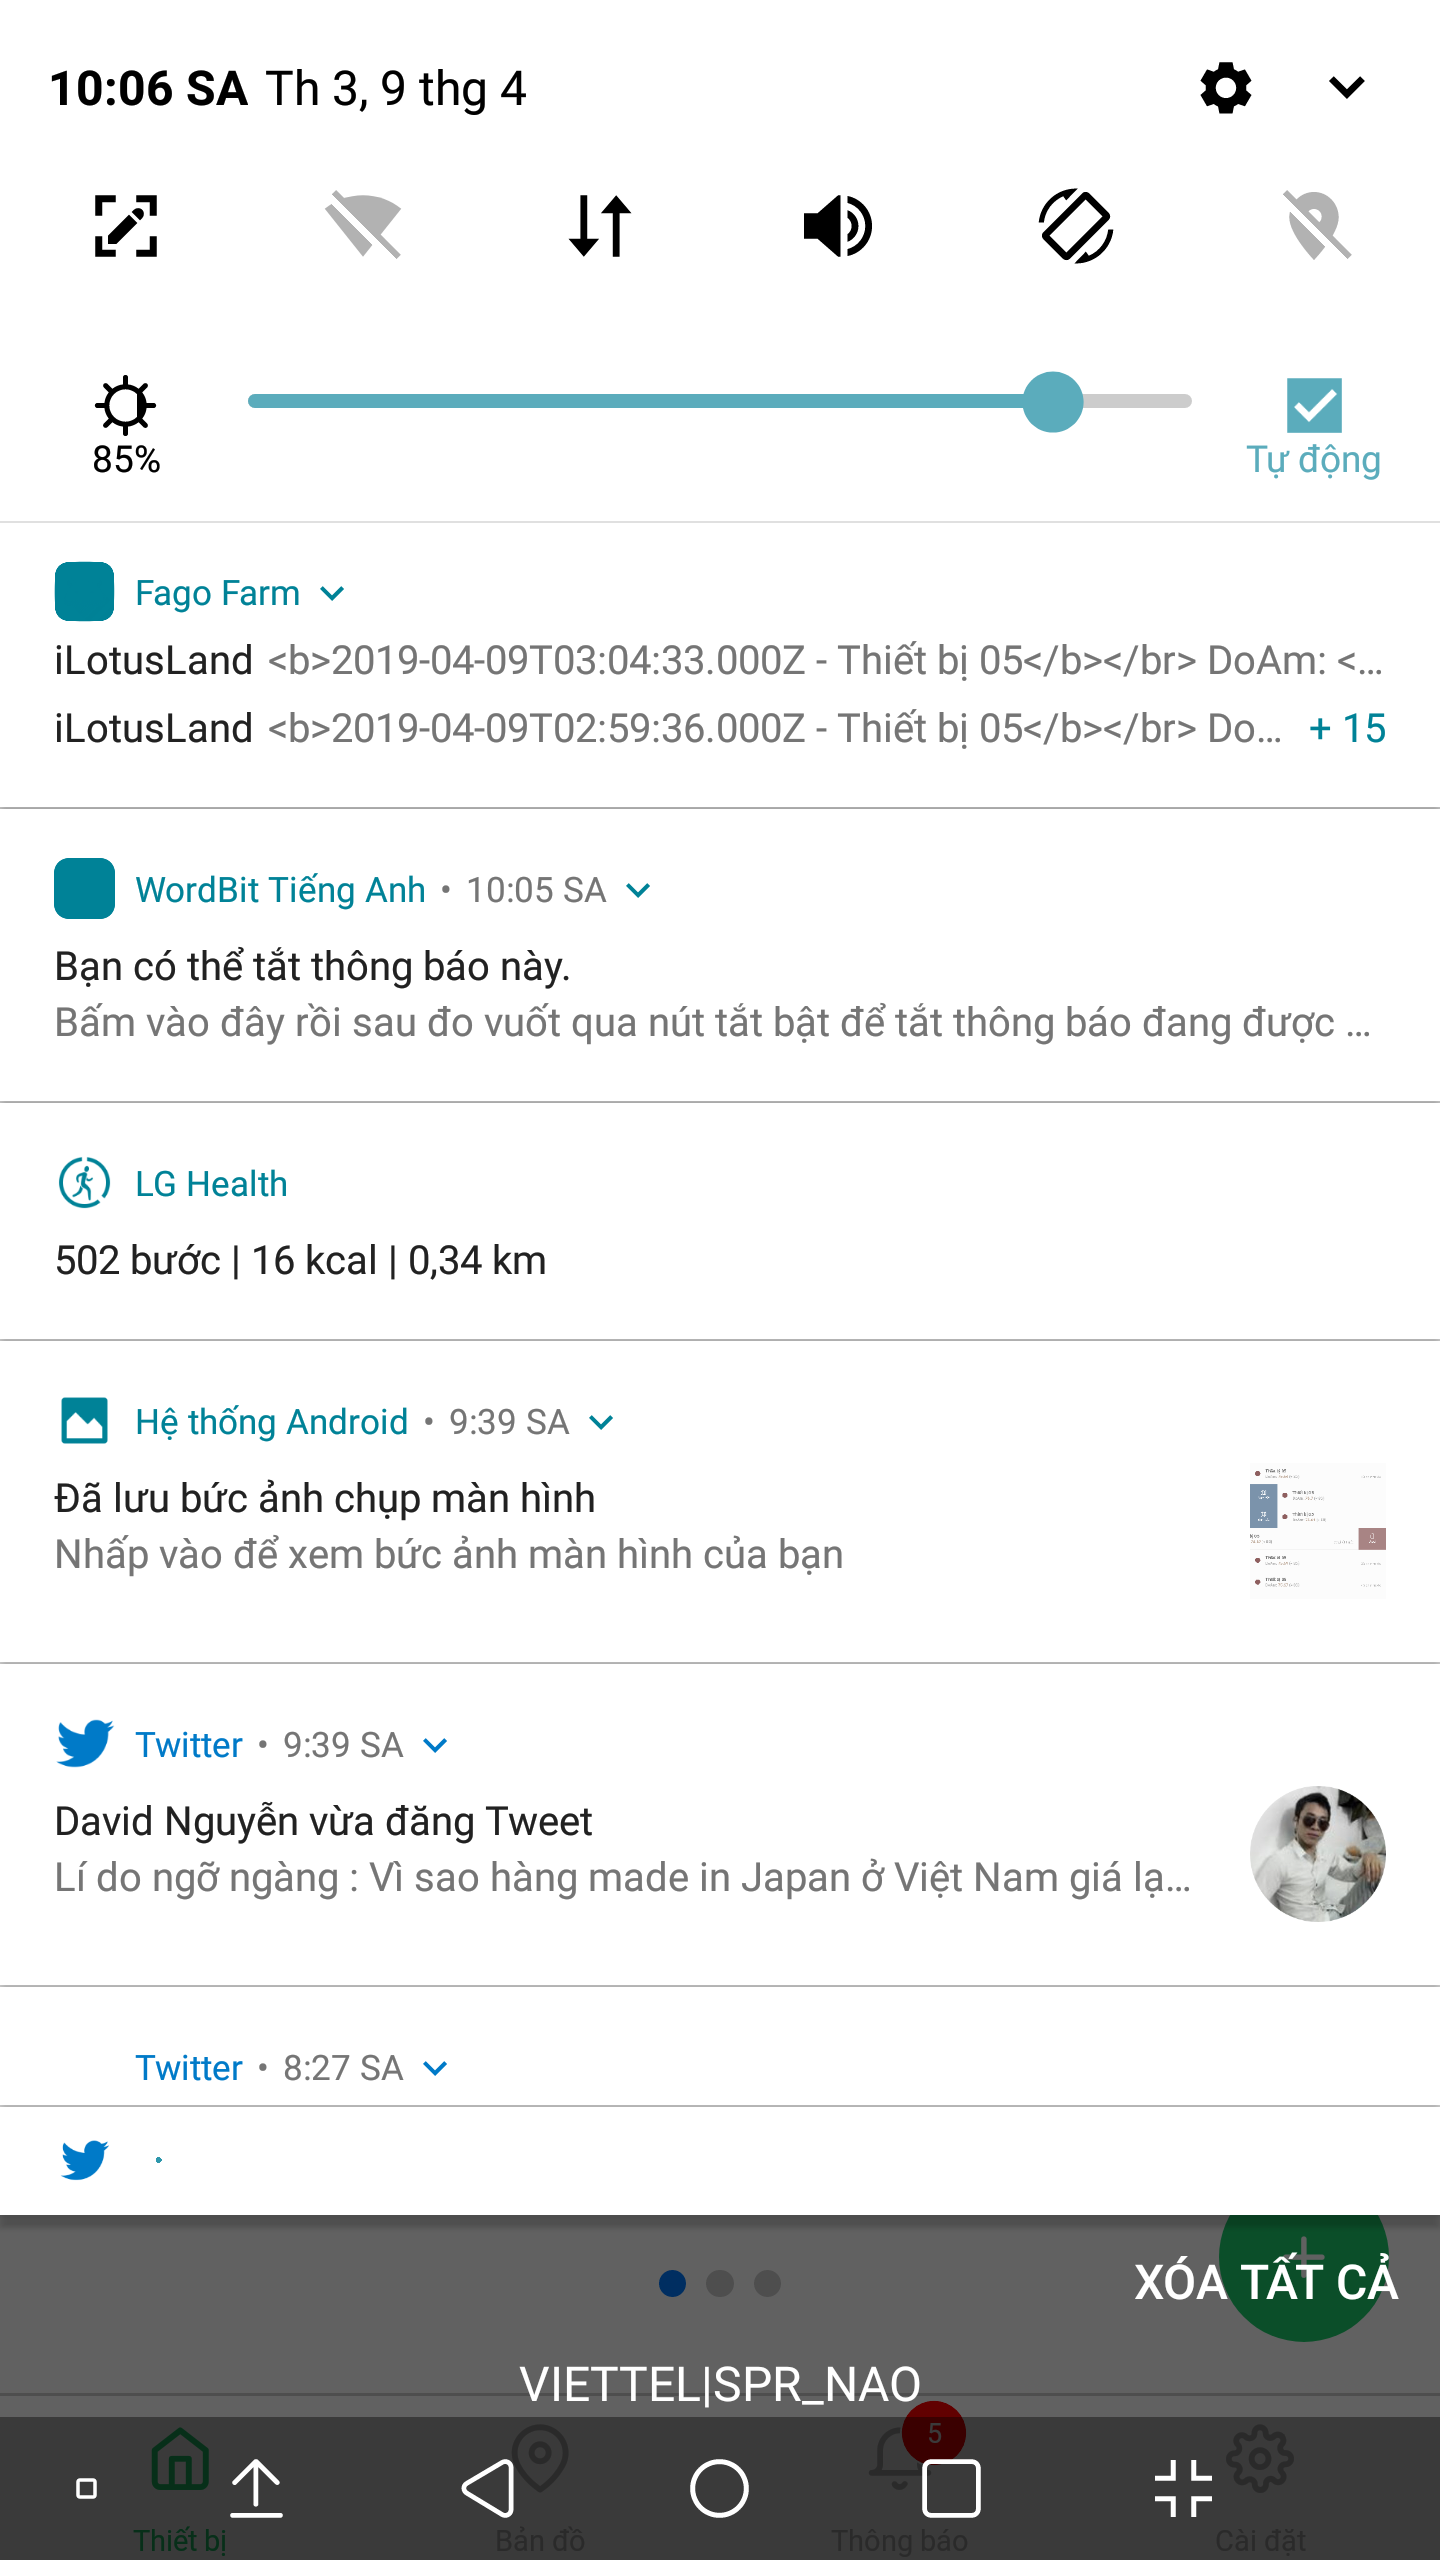 10:06 SA Th 3, 9 thg 4
85%
Tự động
Fago Farm
iLotusLand <b>2019-04-09T03:04:33.000Z - Thiết bị 05</b></br> DoAm: <...
iLotusLand <b>2019-04-09T02:59:36.000Z - Thiết bị 05</b></br> Do... + 15
WordBit Tiếng Anh • 10:05 SA
Bạn có thể tắt thông báo này.
Bấm vào đây rồi sau đo vuốt qua nút tắt bật để tắt thông báo đang được ...
LG Health
502 bước | 16 kcal | 0,34 km
Hệ thống Android • 9:39 SA
Đã lưu bức ảnh chụp màn hình
Nhấp vào để xem bức ảnh màn hình của bạn
Twitter • 9:39 SA
David Nguyễn vừa đăng Tweet
Lí do ngỡ ngàng : Vì sao hàng made in Japan ở Việt Nam giá lạ...
Twitter • 8:27 SA
XÓA TẤT CẢ
VIETTEL|SPR_NAO
5
Thiết bị Bản đồ Thông báo Cài đặt